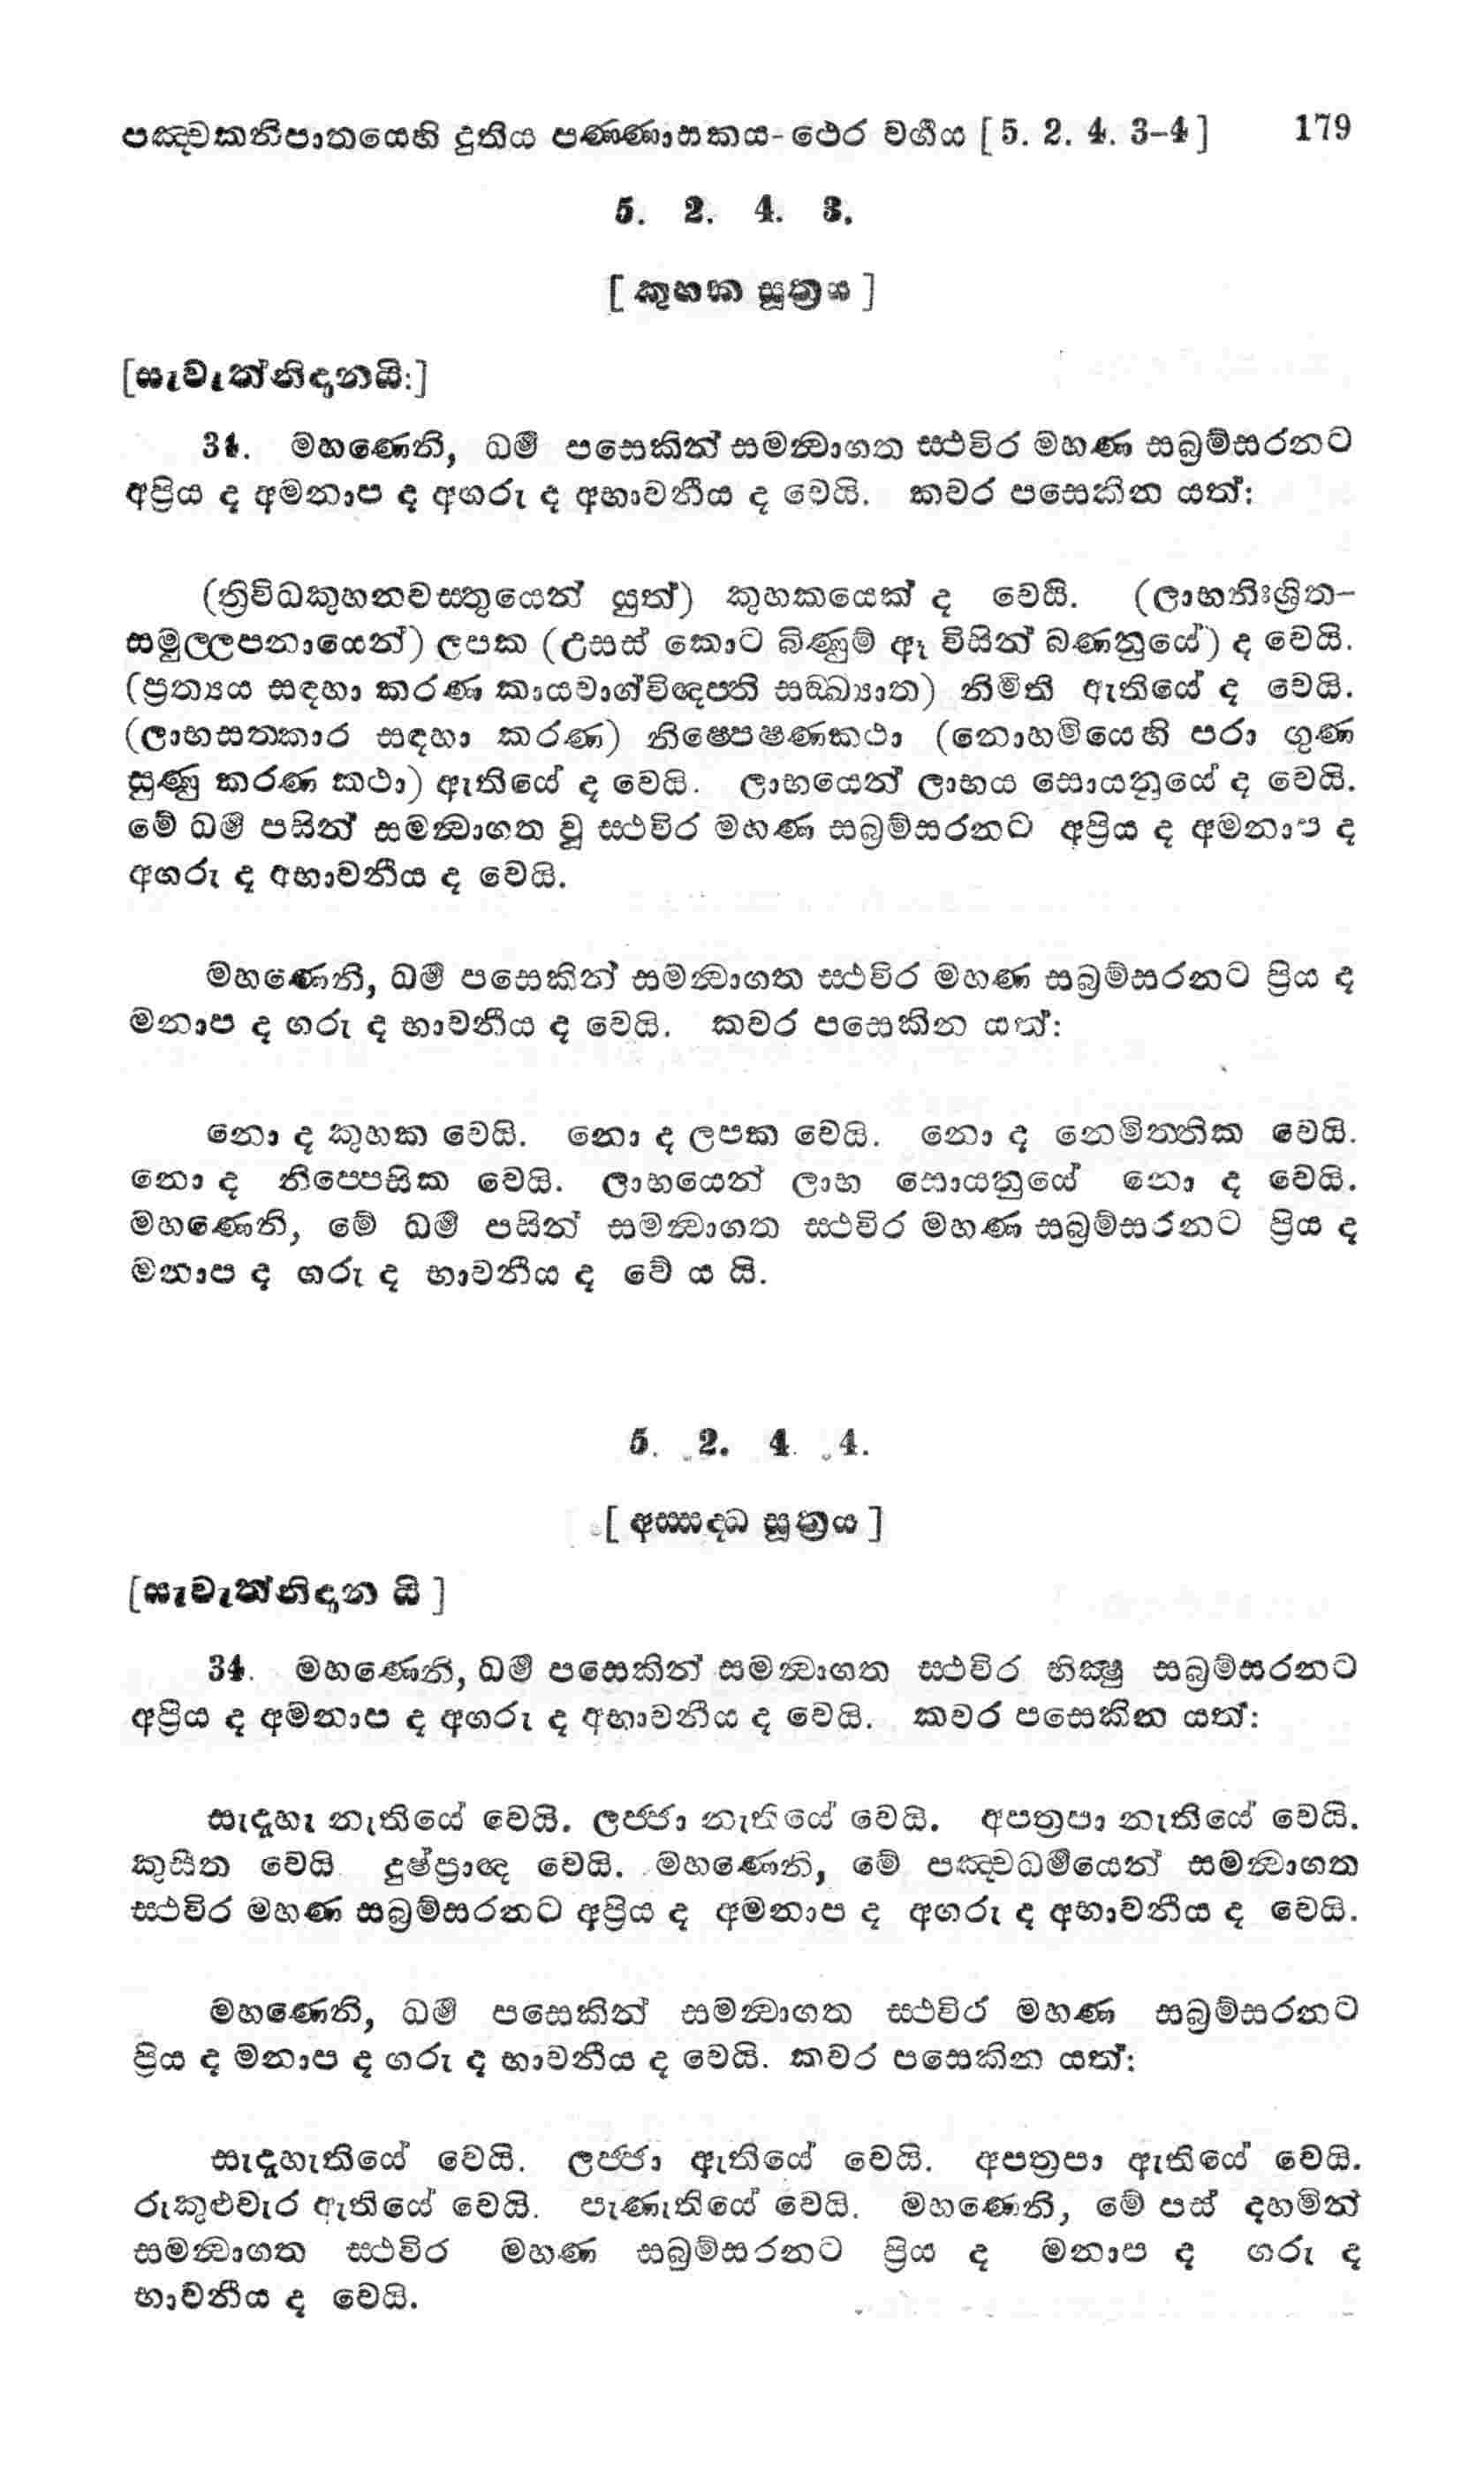 පඤ්චකනිපාතයෙහි දුතිය පණ්ණාසකය-ථෙර වර්ගය [5. 2. 4. 3-4] 179
5. 2. 4. 3.
[කුහක සූත්‍රය]
[සැවැත්නිදානයි:]
34. මහණෙනි, ධර්ම පසෙකින් සමන්වාගත ස්ථවිර මහණ සබ්‍රම්සරනට
අප්‍රිය ද අමනාප ද අගරු ද අභාවනීය ද වෙයි. කවර පසෙකින යත්:
(ත්‍රිවිධකුහනවස්තුයෙන් යුත්) කුහකයෙක් ද වෙයි. (ලාභනිඃශ්‍රිත-
සමුල්ලපනායෙන්) ලපක (උසස් කොට බිණුම් ඈ විසින් බණනුයේ) ද වෙයි.
(ප්‍රත්‍යය සඳහා කරණ කායවාග්විඥප්ති සඞ්ඛ්‍යාත) නිමිති ඇතියේ ද වෙයි.
(ලාභසත්කාර සඳහා කරණ) නිෂ්පේෂණකථා (නොහම්යෙහි පරා ගුණ
සුණු කරණ කථා) ඇතියේ ද වෙයි. ලාභයෙන් ලාභය සොයනුයේ ද වෙයි.
මේ ධර්ම පසින් සමන්වාගත වූ ස්ථවිර මහණ සබ්‍රම්සරනට අප්‍රිය ද අමනාප ද
අගරු ද අභාවනීය ද වෙයි.
මහණෙනි, ධර්ම පසෙකින් සමන්වාගත ස්ථවිර මහණ සබ්‍රම්සරනට ප්‍රිය ද
මනාප ද ගරු ද භාවනීය ද වෙයි. කවර පසෙකින යත්:
නො ද කුහක වෙයි. නො ද ලපක වෙයි. නො ද නෙමිත්තික වෙයි.
නො ද නිප්පෙසික වෙයි. ලාභයෙන් ලාභ සොයනුයේ නො ද වෙයි.
මහණෙනි, මේ ධර්ම පසින් සමන්වාගත ස්ථවිර මහණ සබ්‍රම්සරනට ප්‍රිය ද
මනාප ද ගරු ද භාවනීය ද වේ ය යි.
5. 2. 4. 4.
[අස්සද්ධ සූත්‍රය]
[සැවැත්නිදාන යි]
34. මහණෙනි, ධර්ම පසෙකින් සමන්වාගත ස්ථවිර භික්ෂු සබ්‍රම්සරනට
අප්‍රිය ද අමනාප ද අගරු ද අභාවනීය ද වෙයි. කවර පසෙකින යත්:
සැදැහැ නැතියේ වෙයි. ලජ්ජා නැතියේ වෙයි. අපත්‍රපා නැතියේ වෙයි.
කුසීත වෙයි දුෂ්ප්‍රාඥ වෙයි. මහණෙනි, මේ පඤ්චධර්මයෙන් සමන්වාගත
ස්ථවිර මහණ සබ්‍රම්සරනට අප්‍රිය ද අමනාප ද අගරු ද අභාවනීය ද වෙයි.
මහණෙනි, ධර්ම පසෙකින් සමන්වාගත ස්ථවිර මහණ සබ්‍රම්සරනට
ප්‍රිය ද මනාප ද ගරු ද භාවනීය ද වෙයි. කවර පසෙකින යත්:
සැදැහැතියේ වෙයි. ලජ්ජා ඇතියේ වෙයි. අපත්‍රපා ඇතියේ වෙයි.
රුකුළුවැර ඇතියේ වෙයි. පැණැතියේ වෙයි. මහණෙනි, මේ පස් දහමින්
සමන්වාගත ස්ථවිර මහණ සබ්‍රම්සරනට ප්‍රිය ද මනාප ද ගරු ද
භාවනීය ද වෙයි.